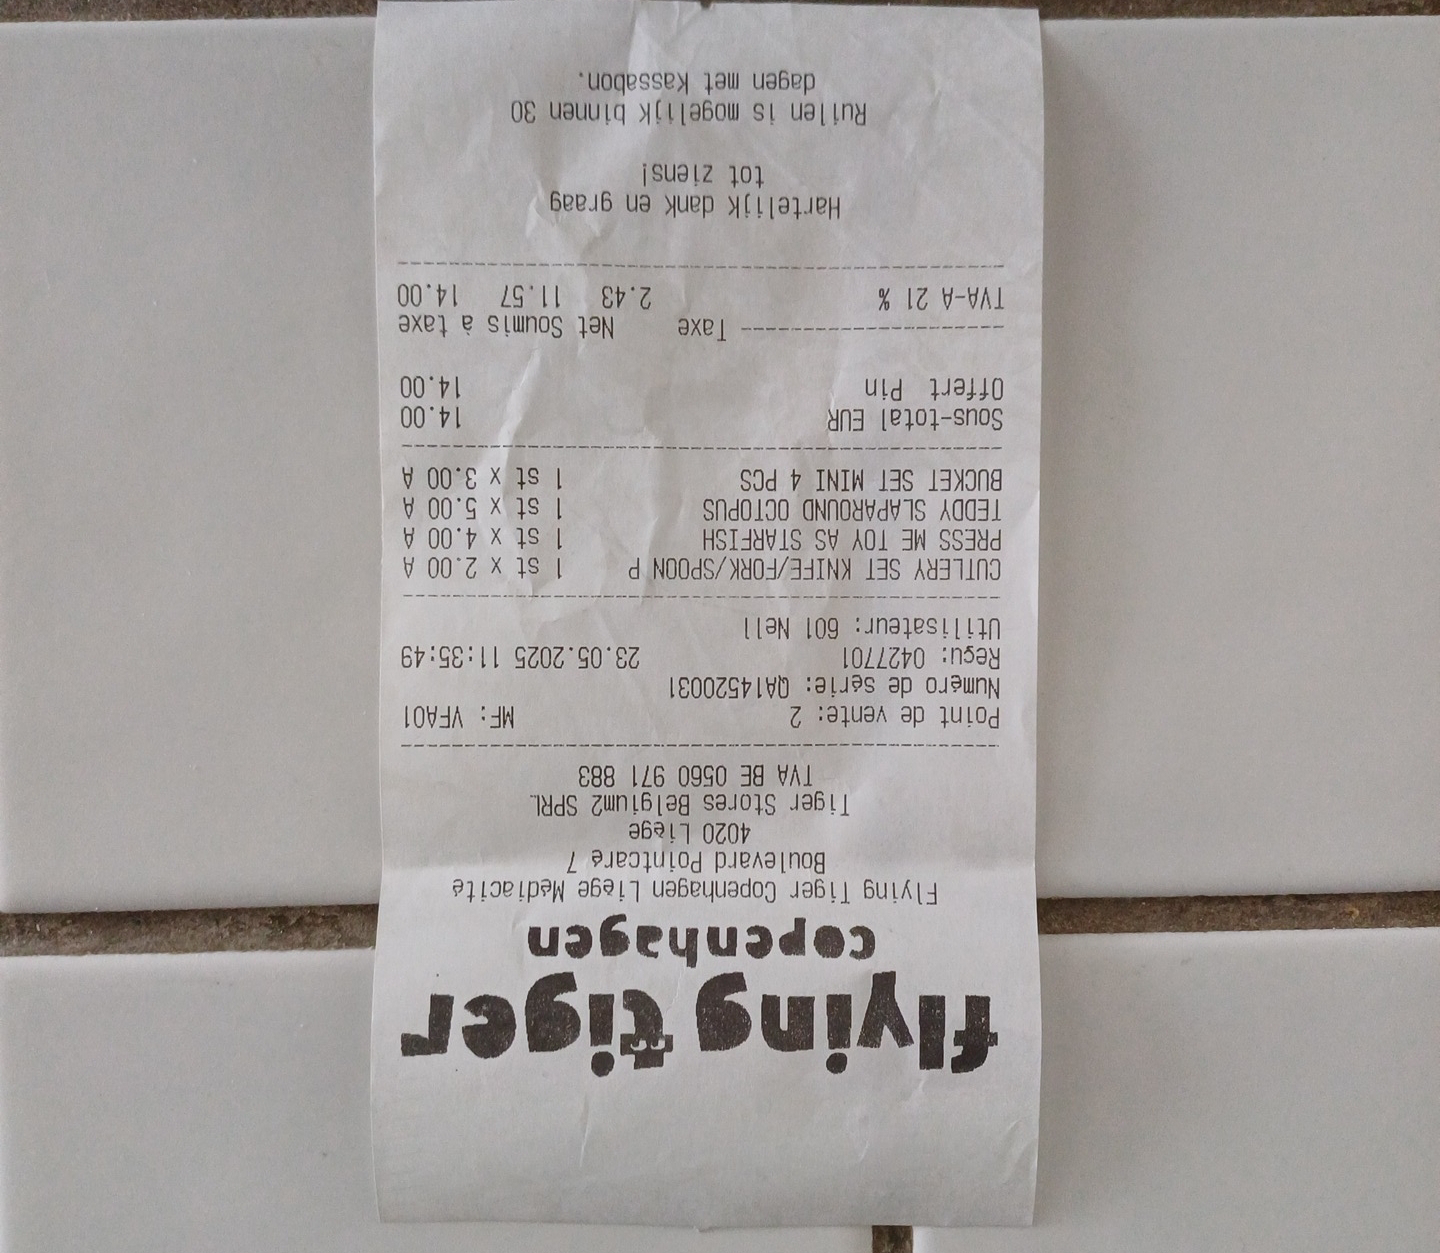 flying tiger
copenhagen
Flying Tiger Copenhagen Liege Médiacité
Boulevard Pointcaré 7
4020 Liège
Tiger Stores Belgium2 SPRL
TVA BE 0560 971 883
Point de vente: 2 MF: VFA01
Numéro de série: QA14520031
Reçu: 0427701 23.05.2025 11:35:49
Utilisateur: 601 Nell
CUTLERY SET KNIFE/FORK/SPOON P 1 st x 2.00 A
PRESS ME TOY AS STARFISH 1 st x 4.00 A
TEDDY SLAPAROUND OCTOPUS 1 st x 5.00 A
BUCKET SET MINI 4 PCS 1 st x 3.00 A
Sous-total EUR 14.00
Offert Pin 14.00
Taxe Net Soumis à taxe
TVA-A 21 % 2.43 11.57 14.00
Hartelijk dank en graag
tot ziens!
Ruilen is mogelijk binnen 30
dagen met kassabon.